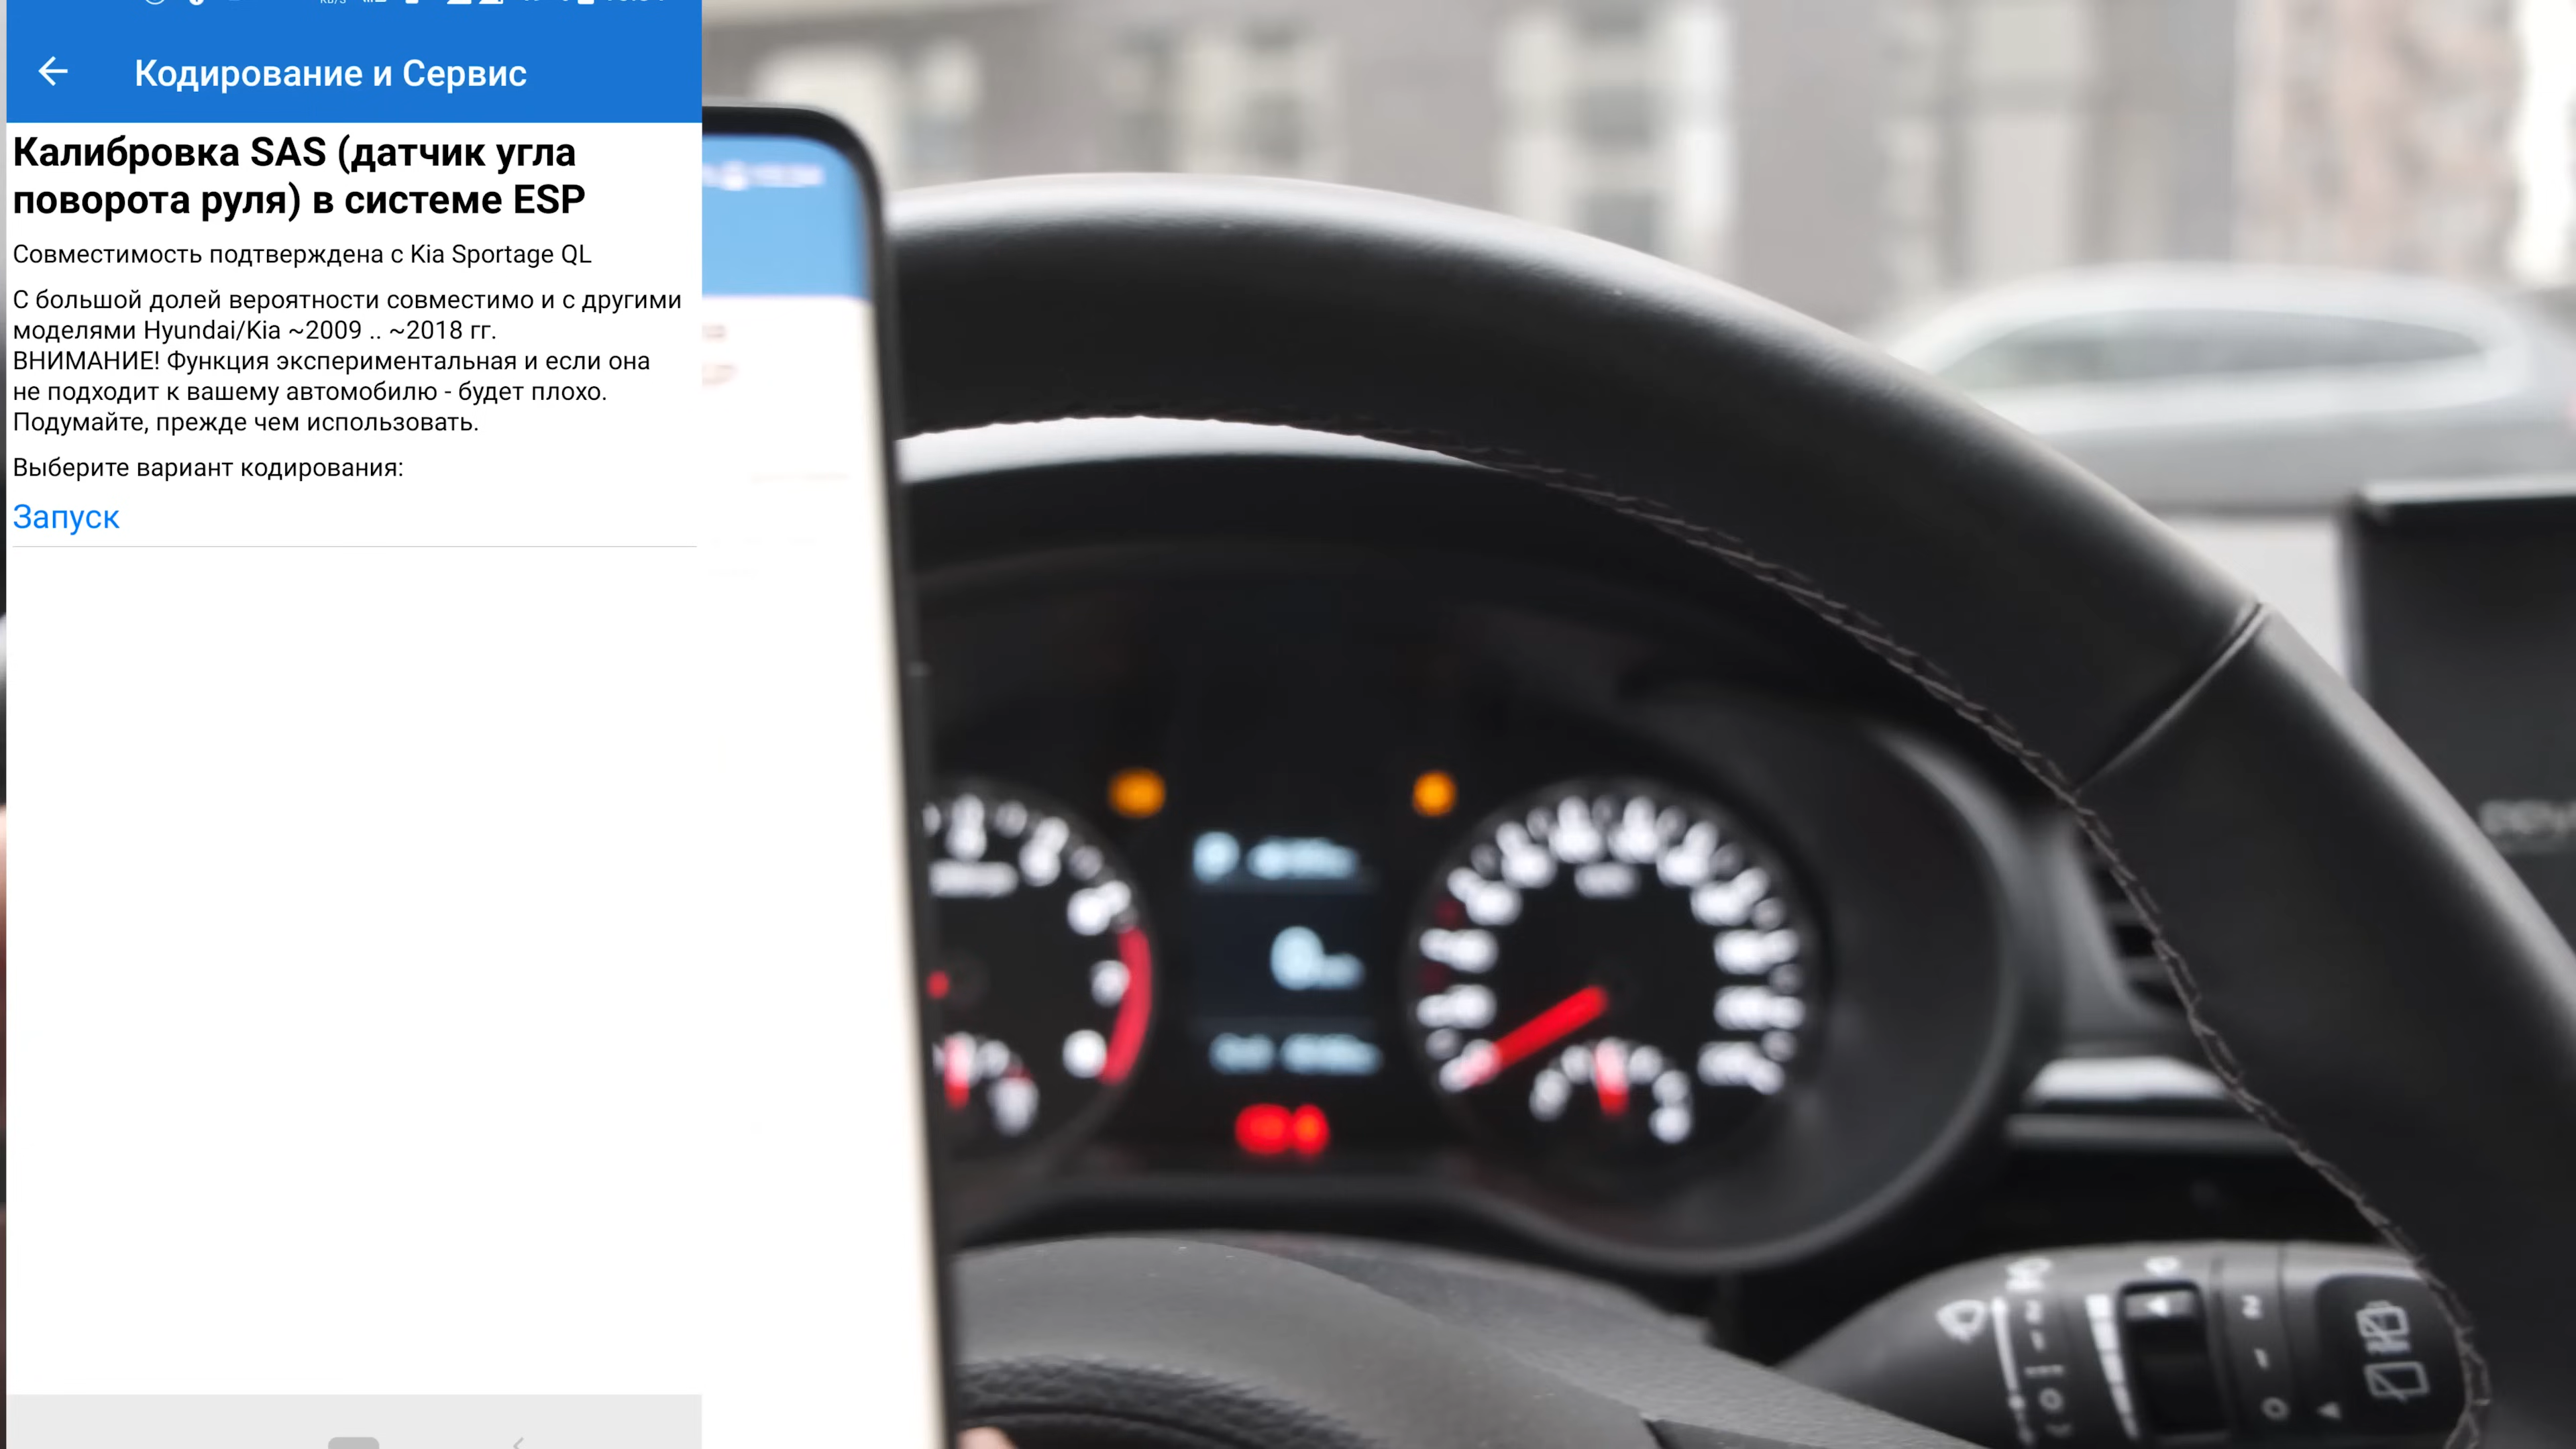 Кодирование и Сервис
Калибровка SAS (датчик угла
поворота руля) в системе ESP
Совместимость подтверждена с Kia Sportage QL
С большой долей вероятности совместимо и с другими
моделями Hyundai/Kia ~2009 .. ~2018 гг.
ВНИМАНИЕ! Функция экспериментальная и если она
не подходит к вашему автомобилю - будет плохо.
Подумайте, прежде чем использовать.
Выберите вариант кодирования:
Запуск